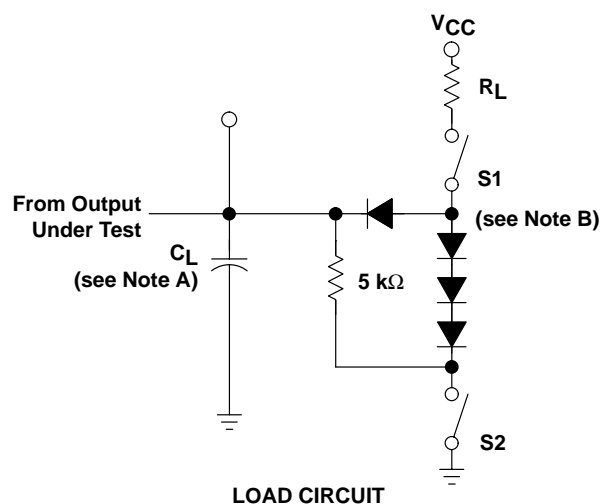 VCC
RL
S1
From Output
Under Test
(see Note B)
CL
(see Note A)
5 kΩ
S2
LOAD CIRCUIT